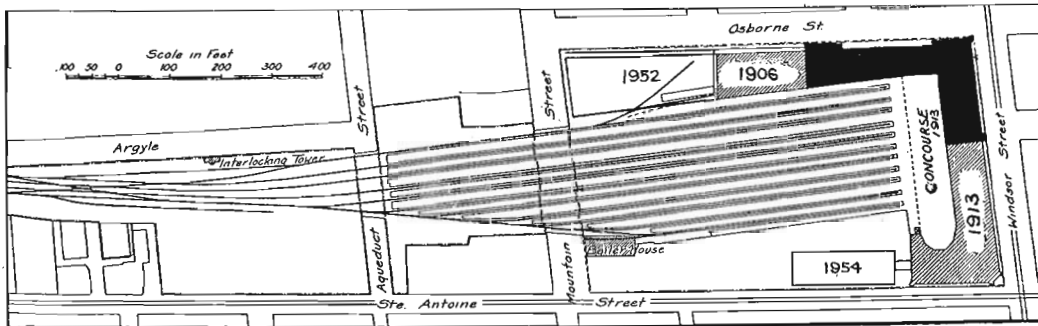 Osborne St.
Scale in Feet
100 50 0 100 200 300 400
1952
1906
Street
Street
Argyle
Interlocking Tower
CONCOURSE
1913
Windsor Street
1913
Boiler House
1954
Aqueduct
Mountain
Ste. Antoine Street